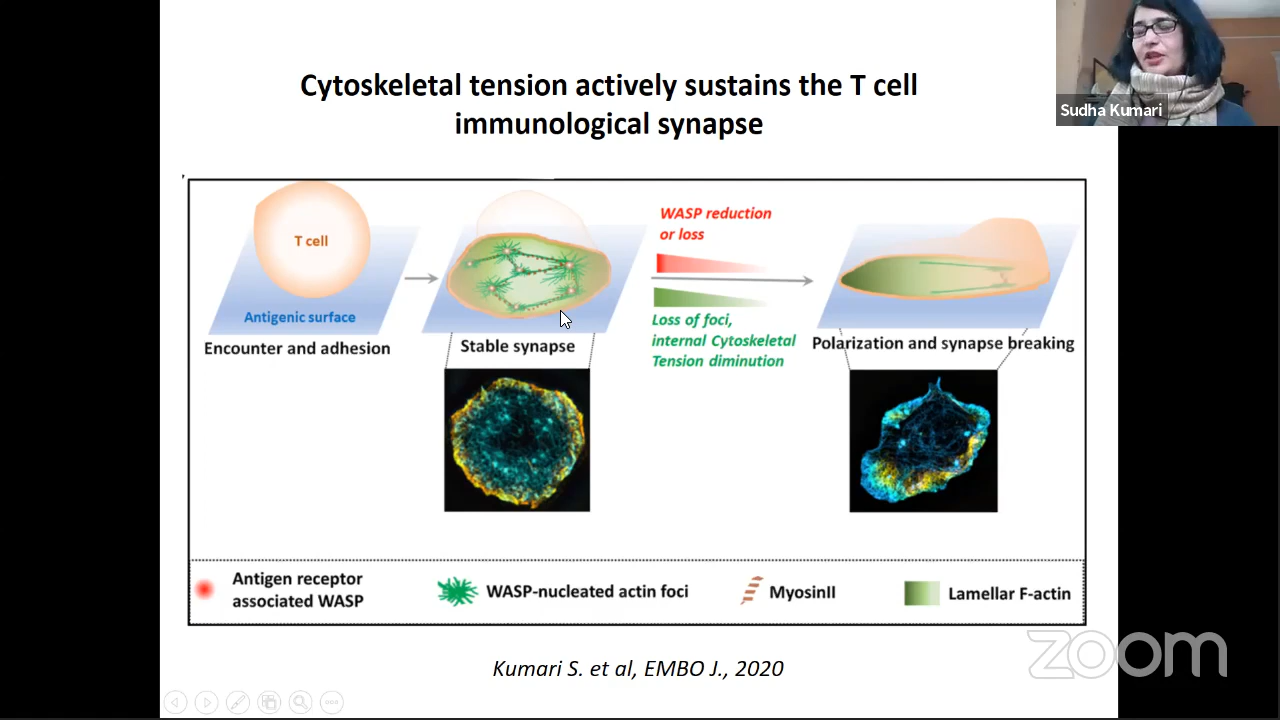 Cytoskeletal tension actively sustains the T cell
immunological synapse
Sudha Kumari
T cell
Antigenic surface
Encounter and adhesion
Stable synapse
WASP reduction
or loss
Loss of foci,
internal Cytoskeletal
Tension diminution
Polarization and synapse breaking
Antigen receptor
associated WASP
WASP-nucleated actin foci
MyosinII
Lamellar F-actin
Kumari S. et al, EMBO J., 2020
zoom